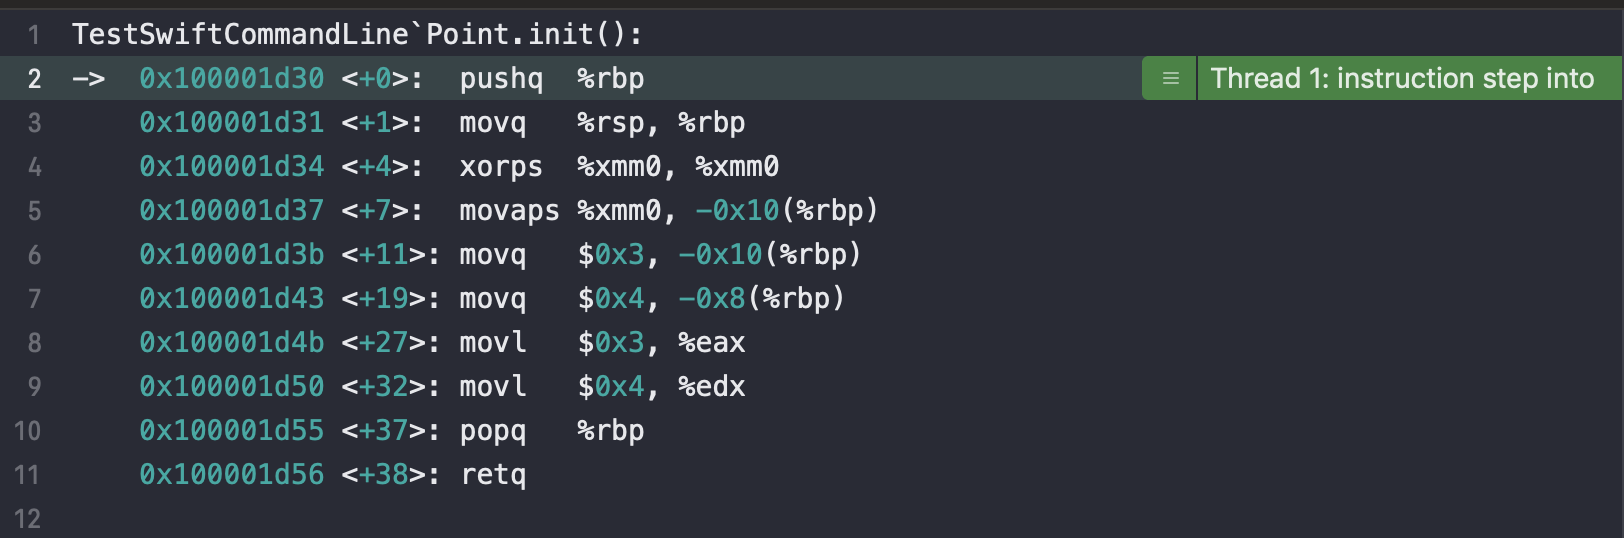 1 TestSwiftCommandLine`Point.init():
2 -> 0x100001d30 <+0>: pushq %rbp Thread 1: instruction step into
3 0x100001d31 <+1>: movq %rsp, %rbp
4 0x100001d34 <+4>: xorps %xmm0, %xmm0
5 0x100001d37 <+7>: movaps %xmm0, -0x10(%rbp)
6 0x100001d3b <+11>: movq $0x3, -0x10(%rbp)
7 0x100001d43 <+19>: movq $0x4, -0x8(%rbp)
8 0x100001d4b <+27>: movl $0x3, %eax
9 0x100001d50 <+32>: movl $0x4, %edx
10 0x100001d55 <+37>: popq %rbp
11 0x100001d56 <+38>: retq
12